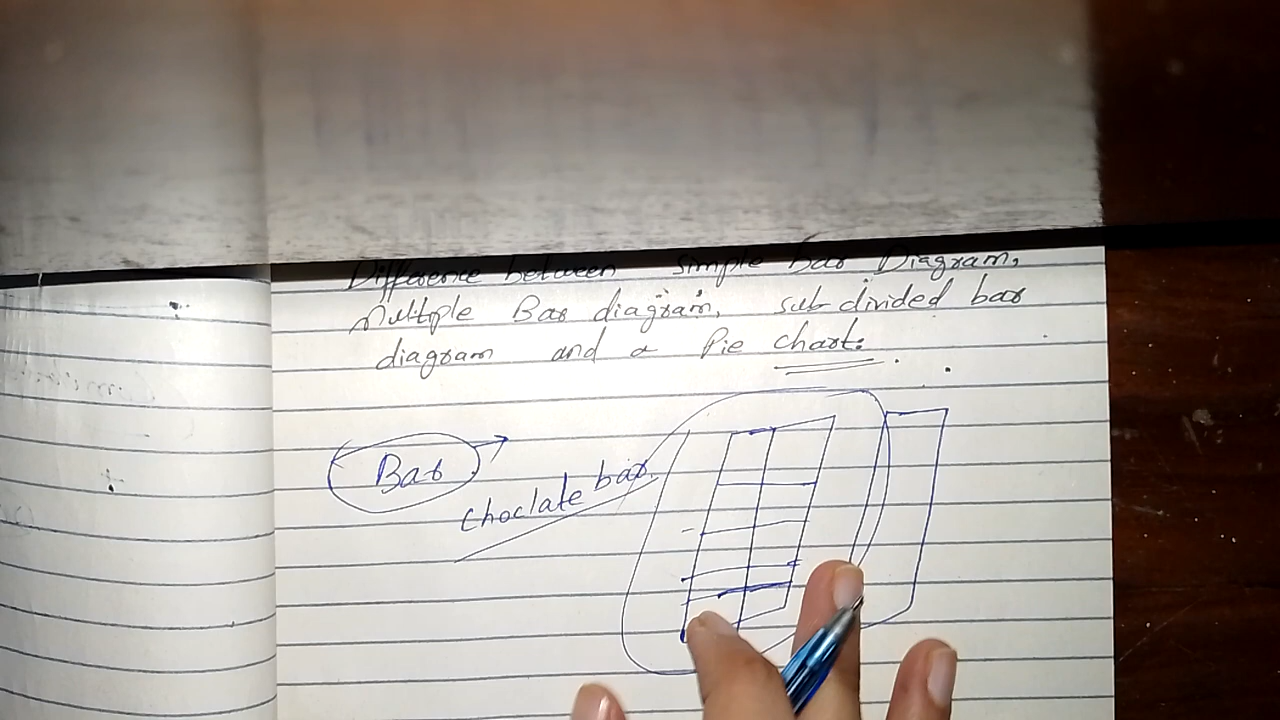 Difference between simple bar Diagram,
Multiple Bar diagram, sub divided bar
diagram and a Pie chart:
Bar
choclate bar